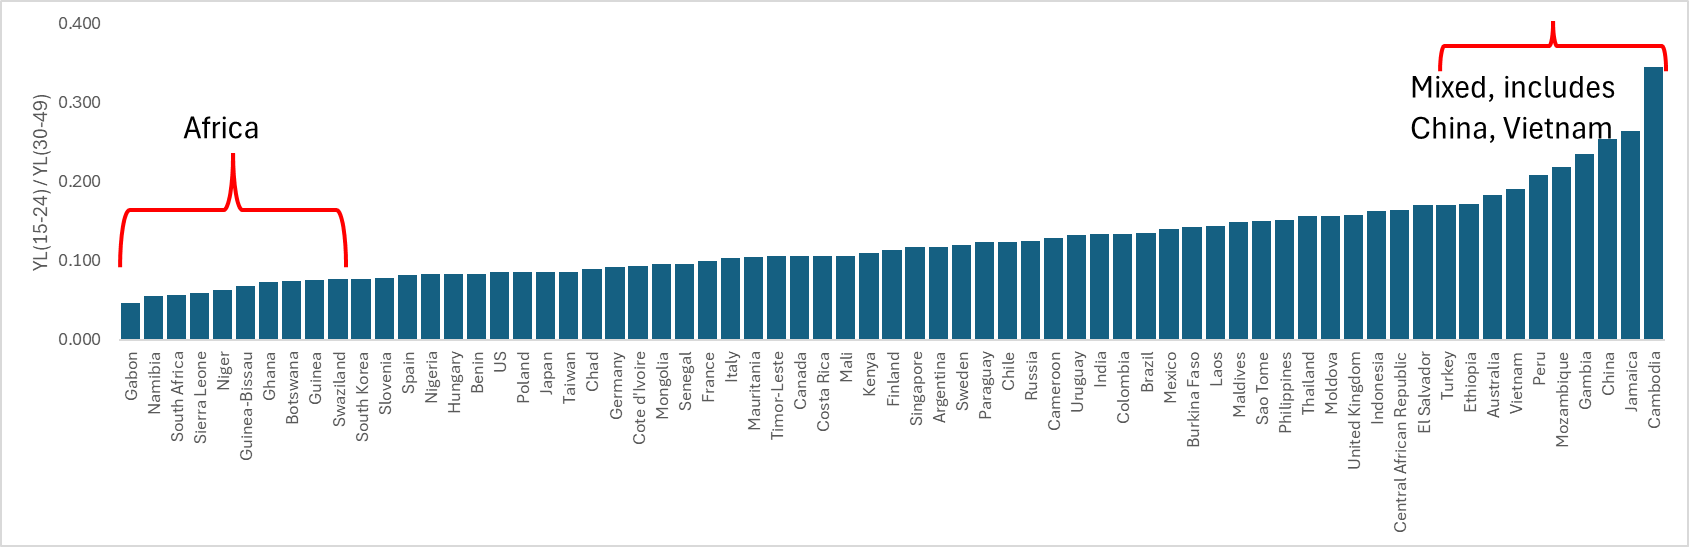 0.400
0.300
0.200
0.100
0.000
YL(15-24) / YL(30-49)
Africa
Mixed, includes
China, Vietnam
Gabon
Namibia
South Africa
Sierra Leone
Niger
Guinea-Bissau
Ghana
Botswana
Guinea
Swaziland
South Korea
Slovenia
Spain
Nigeria
Hungary
Benin
US
Poland
Japan
Taiwan
Chad
Germany
Cote d'Ivoire
Mongolia
Senegal
France
Italy
Mauritania
Timor-Leste
Canada
Costa Rica
Mali
Kenya
Finland
Singapore
Argentina
Sweden
Paraguay
Chile
Russia
Cameroon
Uruguay
India
Colombia
Brazil
Mexico
Burkina Faso
Laos
Maldives
Sao Tome
Philippines
Thailand
Moldova
United Kingdom
Indonesia
Central African Republic
El Salvador
Turkey
Ethiopia
Australia
Vietnam
Peru
Mozambique
Gambia
China
Jamaica
Cambodia